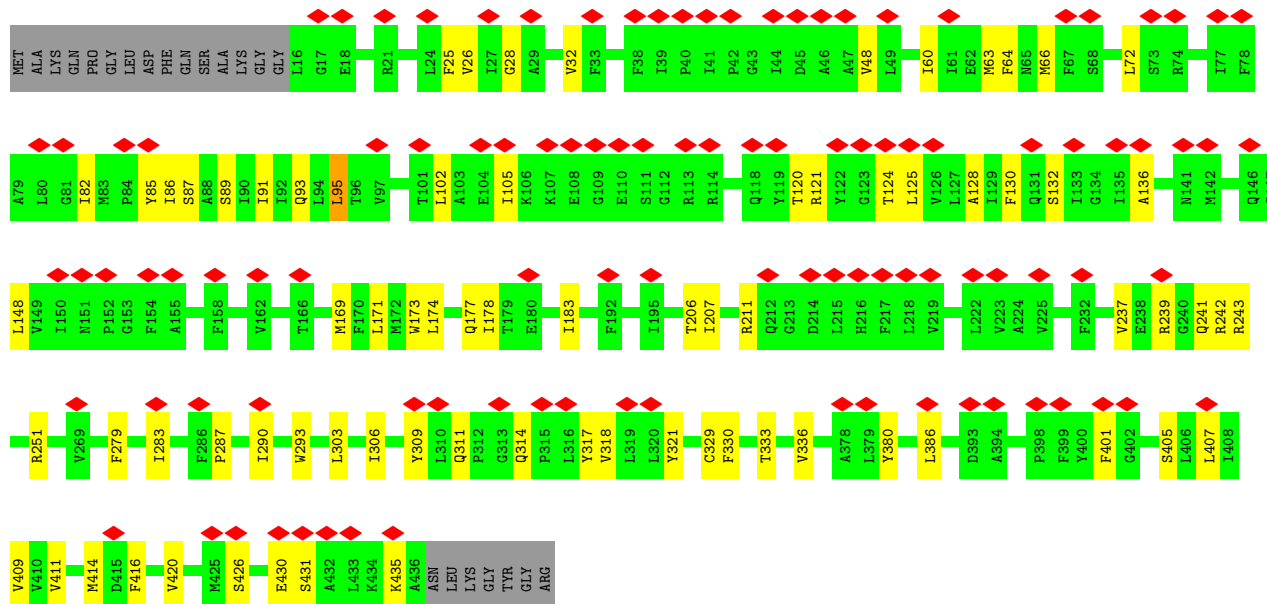 MET ALA LYS GLN PRO GLY LEU ASP PHE GLN SER ALA LYS GLY GLY L16 G17 E18 R21 L24 F25 V26 I27 G28 A29 V32 F33 F38 I39 P40 I41 P42 G43 I44 D45 A46 A47 V48 L49 I60 I61 E62 M63 F64 N65 M66 F67 S68 L72 S73 R74 I77 F78
A79 L80 G81 I82 M83 P84 Y85 I86 S87 A88 S89 I90 I91 I92 Q93 L94 L95 T96 V97 T101 L102 A103 E104 I105 K106 K107 E108 G109 E110 S111 G112 R113 R114 Q118 Y119 T120 R121 Y122 G123 T124 L125 V126 L127 A128 I129 F130 Q131 S132 I133 G134 I135 A136 N141 M142 Q146
L148 V149 I150 N151 P152 G153 F154 A155 F158 V162 T166 M169 F170 L171 M172 W173 L174 Q177 I178 T179 E180 I183 F192 I195 T206 I207 R211 Q212 G213 D214 L215 H216 F217 L218 V219 L222 V223 A224 V225 F232 V237 E238 R239 G240 Q241 R242 R243
R251 V269 F279 I283 F286 P287 I290 W293 L303 I306 Y309 L310 Q311 P312 G313 Q314 P315 L316 Y317 V318 L319 L320 Y321 C329 F330 T333 V336 A378 L379 Y380 L386 D393 A394 P398 F399 Y400 F401 G402 S405 L406 L407 I408
V409 V410 V411 M414 D415 F416 V420 M425 S426 E430 S431 A432 L433 K434 K435 A436 ASN LEU LYS GLY TYR GLY ARG